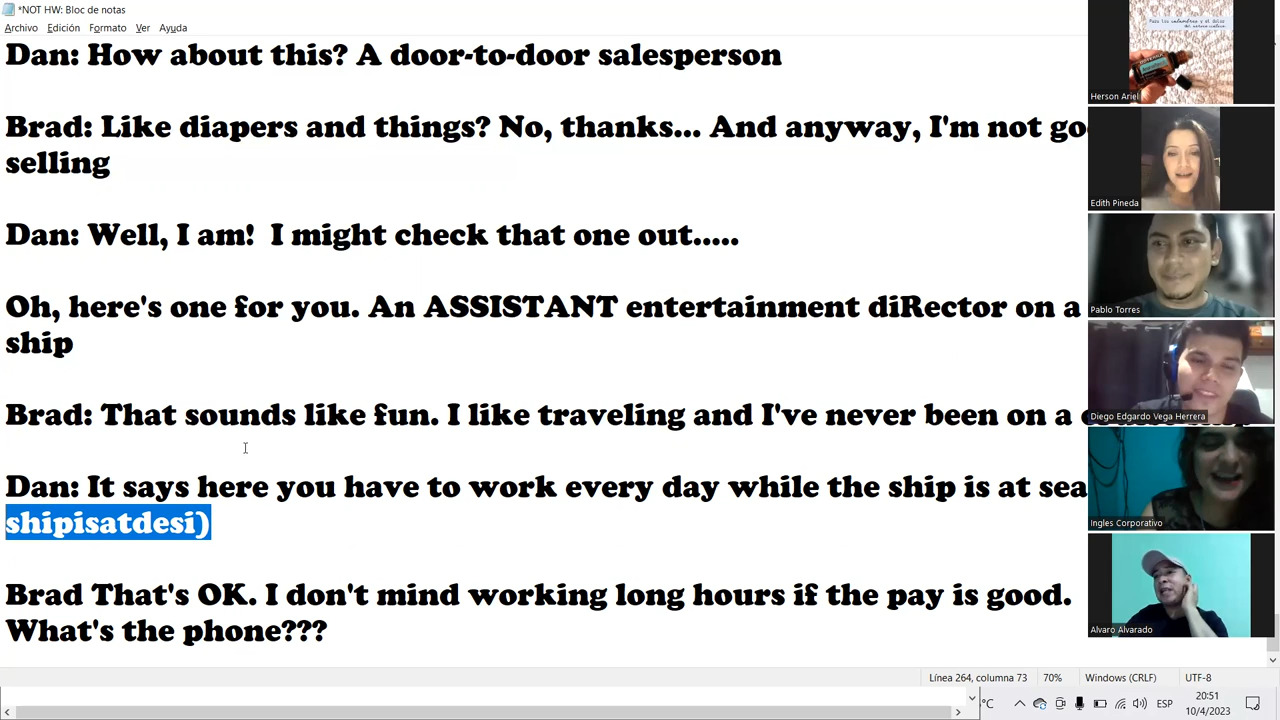 *NOT HW: Bloc de notas
Archivo Edición Formato Ver Ayuda
Dan: How about this? A door-to-door salesperson
Brad: Like diapers and things? No, thanks... And anyway, I'm not go
selling
Dan: Well, I am!  I might check that one out.....
Oh, here's one for you. An ASSISTANT entertainment diRector on a
ship
Brad: That sounds like fun. I like traveling and I've never been on a
Dan: It says here you have to work every day while the ship is at sea
shipisatdesi)
Brad That's OK. I don't mind working long hours if the pay is good.
What's the phone???
Herson Ariel
Edith Pineda
Pablo Torres
Diego Edgardo Vega Herrera
Ingles Corporativo
Alvaro Alvarado
Línea 264, columna 73 70% Windows (CRLF) UTF-8
°C ESP 20:51
10/4/2023